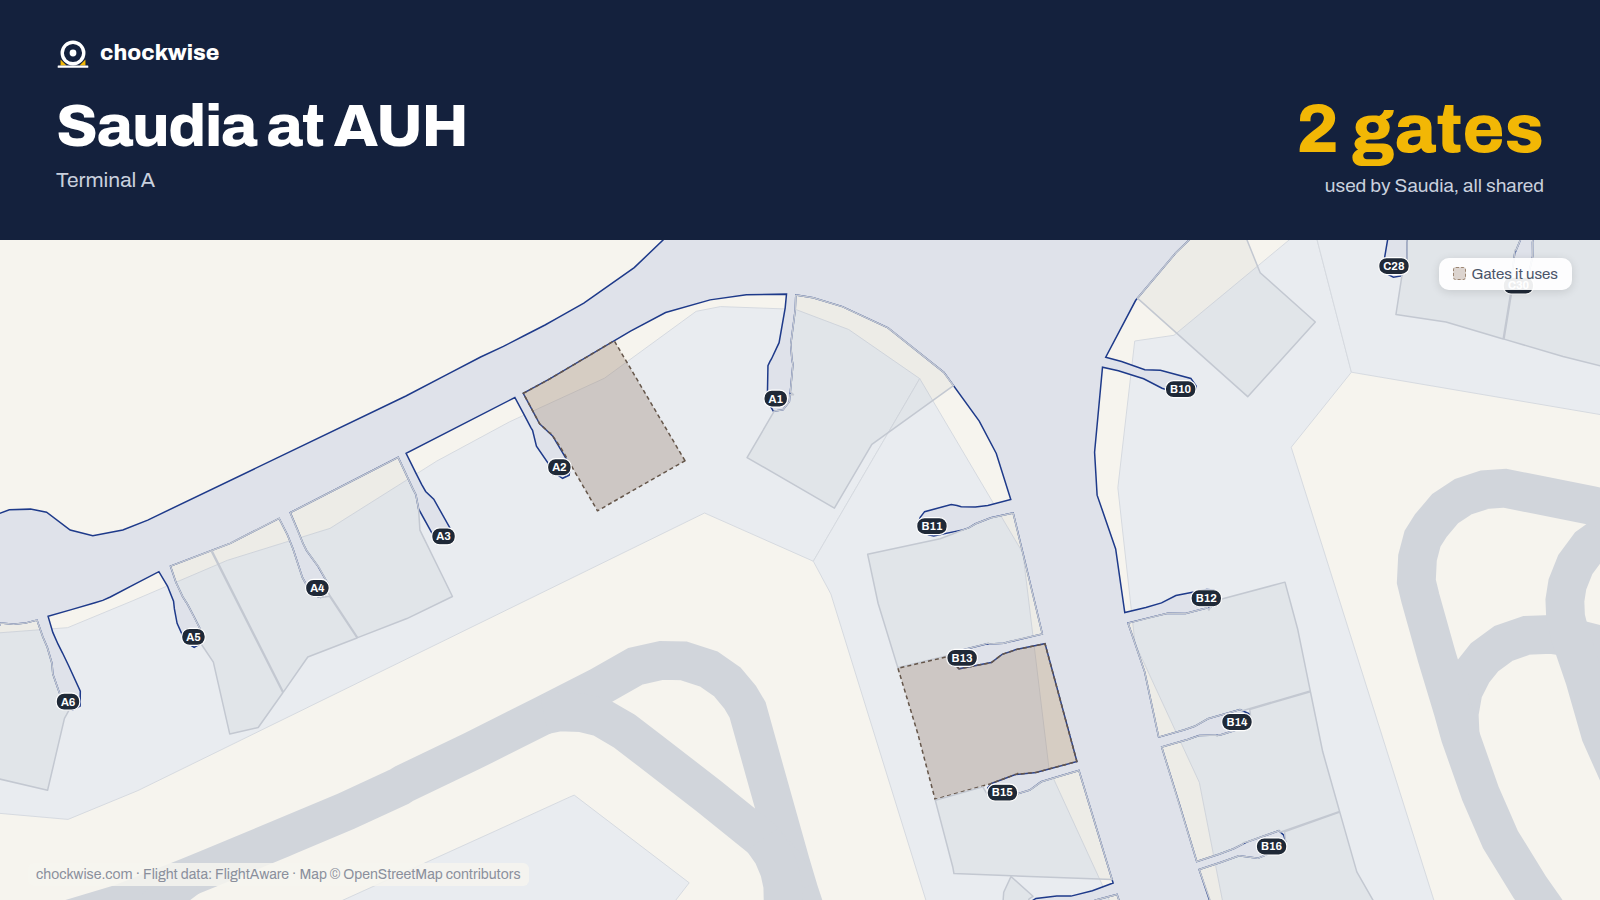 chockwise
Saudia at AUH
Terminal A
2 gates
used by Saudia, all shared
Gates it uses
C28
B10
A1
A2
A3
B11
A4
B12
A5
B13
A6
B14
B15
B16
chockwise.com · Flight data: FlightAware · Map © OpenStreetMap contributors